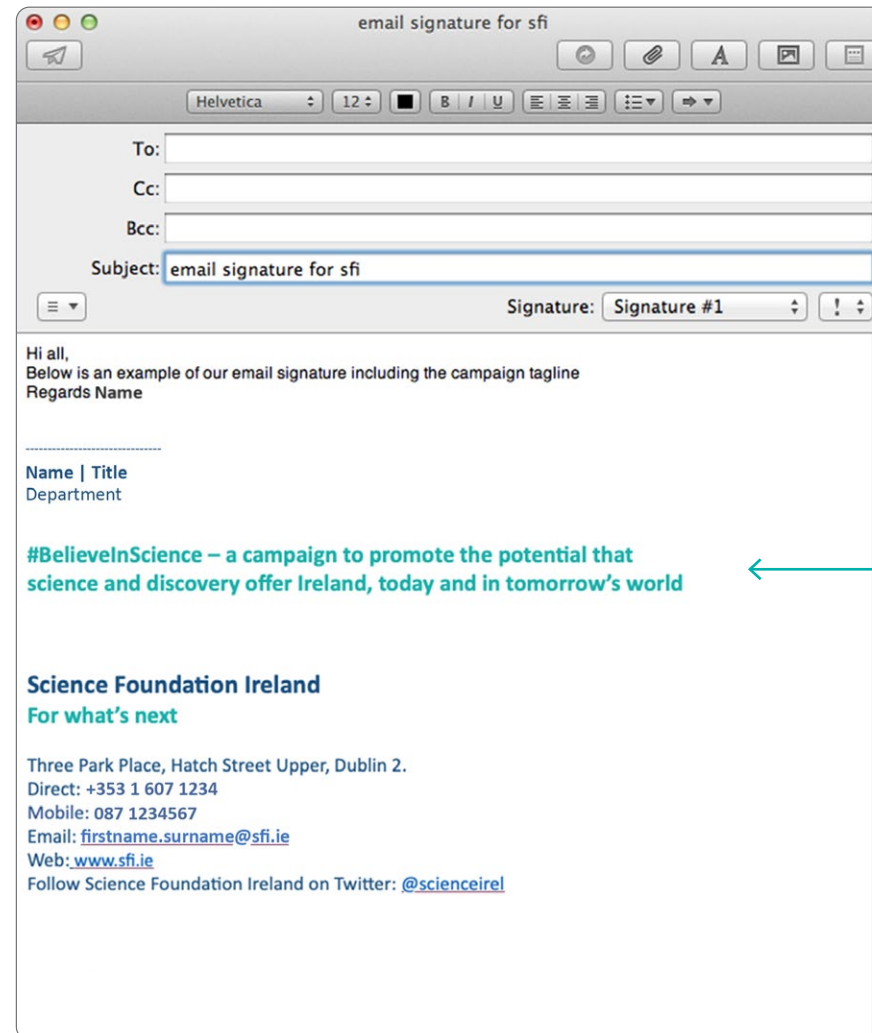 email signature for sfi
Helvetica 12 B I U
To:
Cc:
Bcc:
Subject: email signature for sfi
Signature: Signature #1 !
Hi all,
Below is an example of our email signature including the campaign tagline
Regards Name
--------------------------------
Name | Title
Department
#BelieveInScience – a campaign to promote the potential that
science and discovery offer Ireland, today and in tomorrow’s world
Science Foundation Ireland
For what’s next
Three Park Place, Hatch Street Upper, Dublin 2.
Direct: +353 1 607 1234
Mobile: 087 1234567
Email: firstname.surname@sfi.ie
Web: www.sfi.ie
Follow Science Foundation Ireland on Twitter: @scienceirel